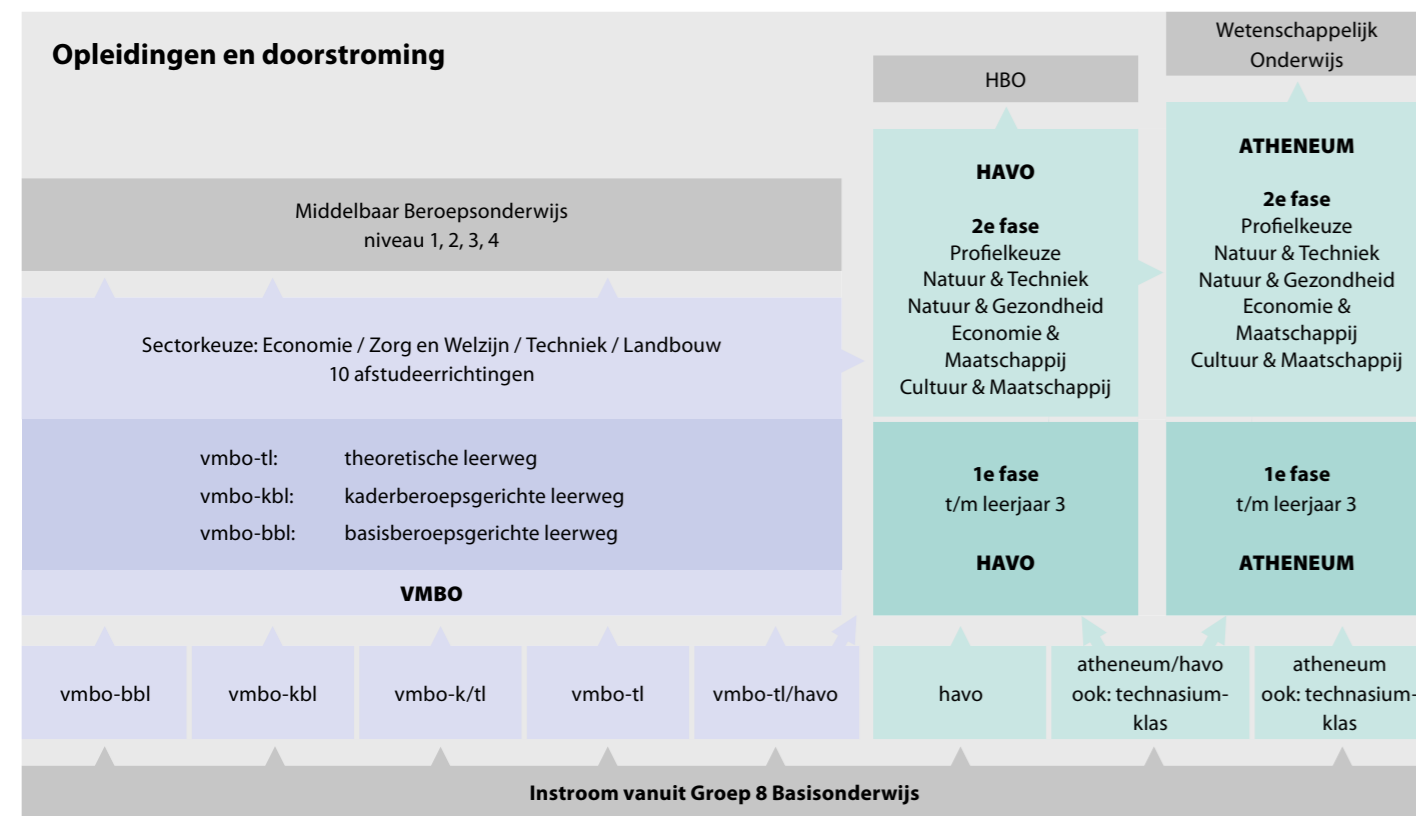 Opleidingen en doorstroming
Wetenschappelijk
Onderwijs
HBO
ATHENEUM
2e fase
Profielkeuze
Natuur & Techniek
Natuur & Gezondheid
Economie &
Maatschappij
Cultuur & Maatschappij
HAVO
2e fase
Profielkeuze
Natuur & Techniek
Natuur & Gezondheid
Economie &
Maatschappij
Cultuur & Maatschappij
Middelbaar Beroepsonderwijs
niveau 1, 2, 3, 4
Sectorkeuze: Economie / Zorg en Welzijn / Techniek / Landbouw
10 afstudeerrichtingen
vmbo-tl: theoretische leerweg
vmbo-kbl: kaderberoepsgerichte leerweg
vmbo-bbl: basisberoepsgerichte leerweg
VMBO
1e fase
t/m leerjaar 3
HAVO
1e fase
t/m leerjaar 3
ATHENEUM
vmbo-bbl
vmbo-kbl
vmbo-k/tl
vmbo-tl
vmbo-tl/havo
havo
atheneum/havo
ook: technasium-
klas
atheneum
ook: technasium-
klas
Instroom vanuit Groep 8 Basisonderwijs